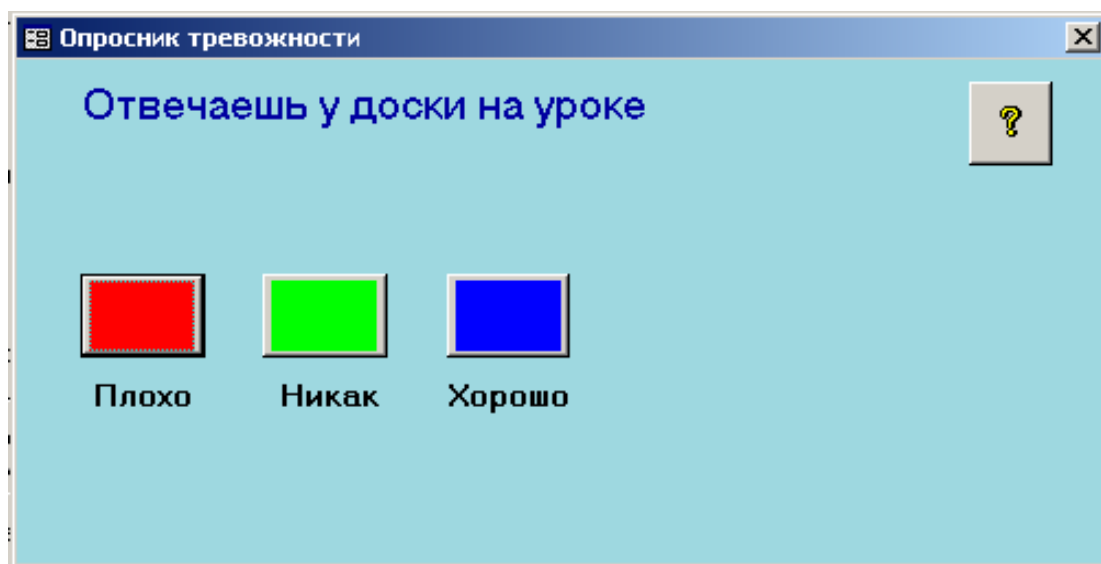 Опросник тревожности
Отвечаешь у доски на уроке
?
Плохо Никак Хорошо